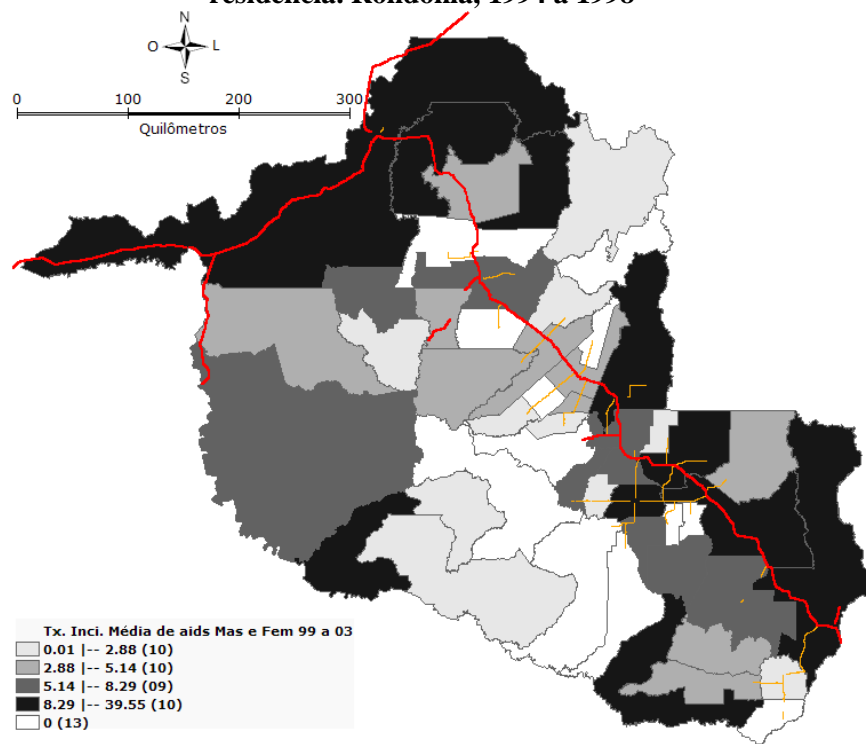 residência. Rondônia, 1994 a 1998
N
O L
S
0 100 200 300
Quilômetros
Tx. Inci. Média de aids Mas e Fem 99 a 03
0.01 |-- 2.88 (10)
2.88 |-- 5.14 (10)
5.14 |-- 8.29 (09)
8.29 |-- 39.55 (10)
0 (13)